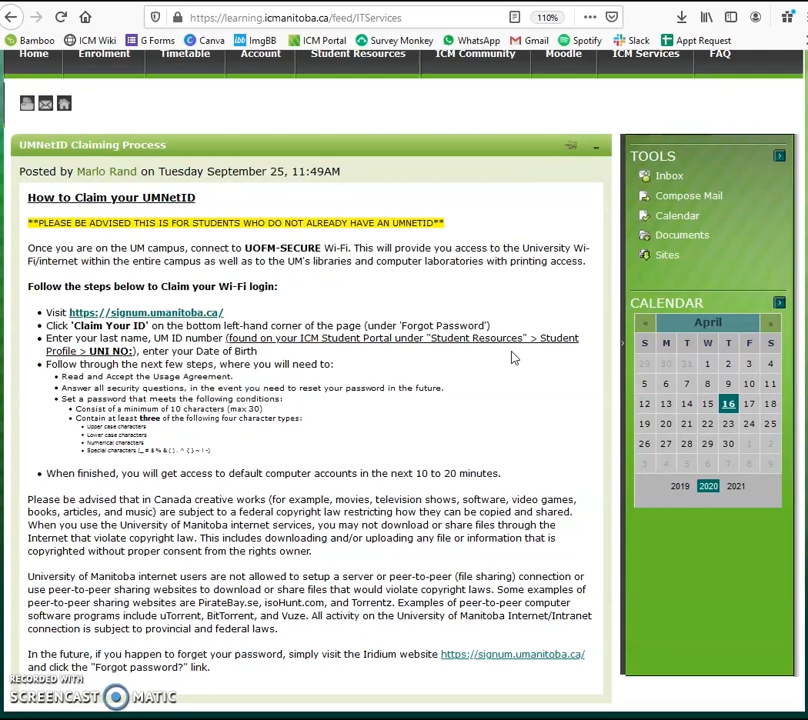 https://learning.icmanitoba.ca/feed/ITServices
110%
Bamboo ICM Wiki G Forms Canva ImgBB ICM Portal Survey Monkey WhatsApp Gmail Spotify Slack Appt Request
Home Enrolment Timetable Account Student Resources ICM Community Moodle ICM Services FAQ
UMNetID Claiming Process
Posted by Marlo Rand on Tuesday September 25, 11:49AM
How to Claim your UMNetID
**PLEASE BE ADVISED THIS IS FOR STUDENTS WHO DO NOT ALREADY HAVE AN UMNETID**
Once you are on the UM campus, connect to UOFM-SECURE Wi-Fi. This will provide you access to the University Wi-
Fi/internet within the entire campus as well as to the UM's libraries and computer laboratories with printing access.
Follow the steps below to Claim your Wi-Fi login:
Visit https://signum.umanitoba.ca/
Click 'Claim Your ID' on the bottom left-hand corner of the page (under 'Forgot Password')
Enter your last name, UM ID number (found on your ICM Student Portal under "Student Resources" > Student
Profile > UNI NO:), enter your Date of Birth
Follow through the next few steps, where you will need to:
Read and Accept the Usage Agreement.
Answer all security questions, in the event you need to reset your password in the future.
Set a password that meets the following conditions:
Consist of a minimum of 10 characters (max 30)
Contain at least three of the following four character types:
Upper case characters
Lower case characters
Numerical characters
Special characters
When finished, you will get access to default computer accounts in the next 10 to 20 minutes.
Please be advised that in Canada creative works (for example, movies, television shows, software, video games,
books, articles, and music) are subject to a federal copyright law restricting how they can be copied and shared.
When you use the University of Manitoba internet services, you may not download or share files through the
Internet that violate copyright law. This includes downloading and/or uploading any file or information that is
copyrighted without proper consent from the rights owner.
University of Manitoba internet users are not allowed to setup a server or peer-to-peer (file sharing) connection or
use peer-to-peer sharing websites to download or share files that would violate copyright laws. Some examples of
peer-to-peer sharing websites are PirateBay.se, isoHunt.com, and Torrentz. Examples of peer-to-peer computer
software programs include uTorrent, BitTorrent, and Vuze. All activity on the University of Manitoba Internet/Intranet
connection is subject to provincial and federal laws.
In the future, if you happen to forget your password, simply visit the Iridium website https://signum.umanitoba.ca/
and click the "Forgot password?" link.
TOOLS
Inbox
Compose Mail
Calendar
Documents
Sites
CALENDAR
« April »
S M T W T F S
29 30 31 1 2 3 4
5 6 7 8 9 10 11
12 13 14 15 16 17 18
19 20 21 22 23 24 25
26 27 28 29 30 1 2
3 4 5 6 7 8 9
2019 2020 2021
RECORDED WITH
SCREENCAST MATIC